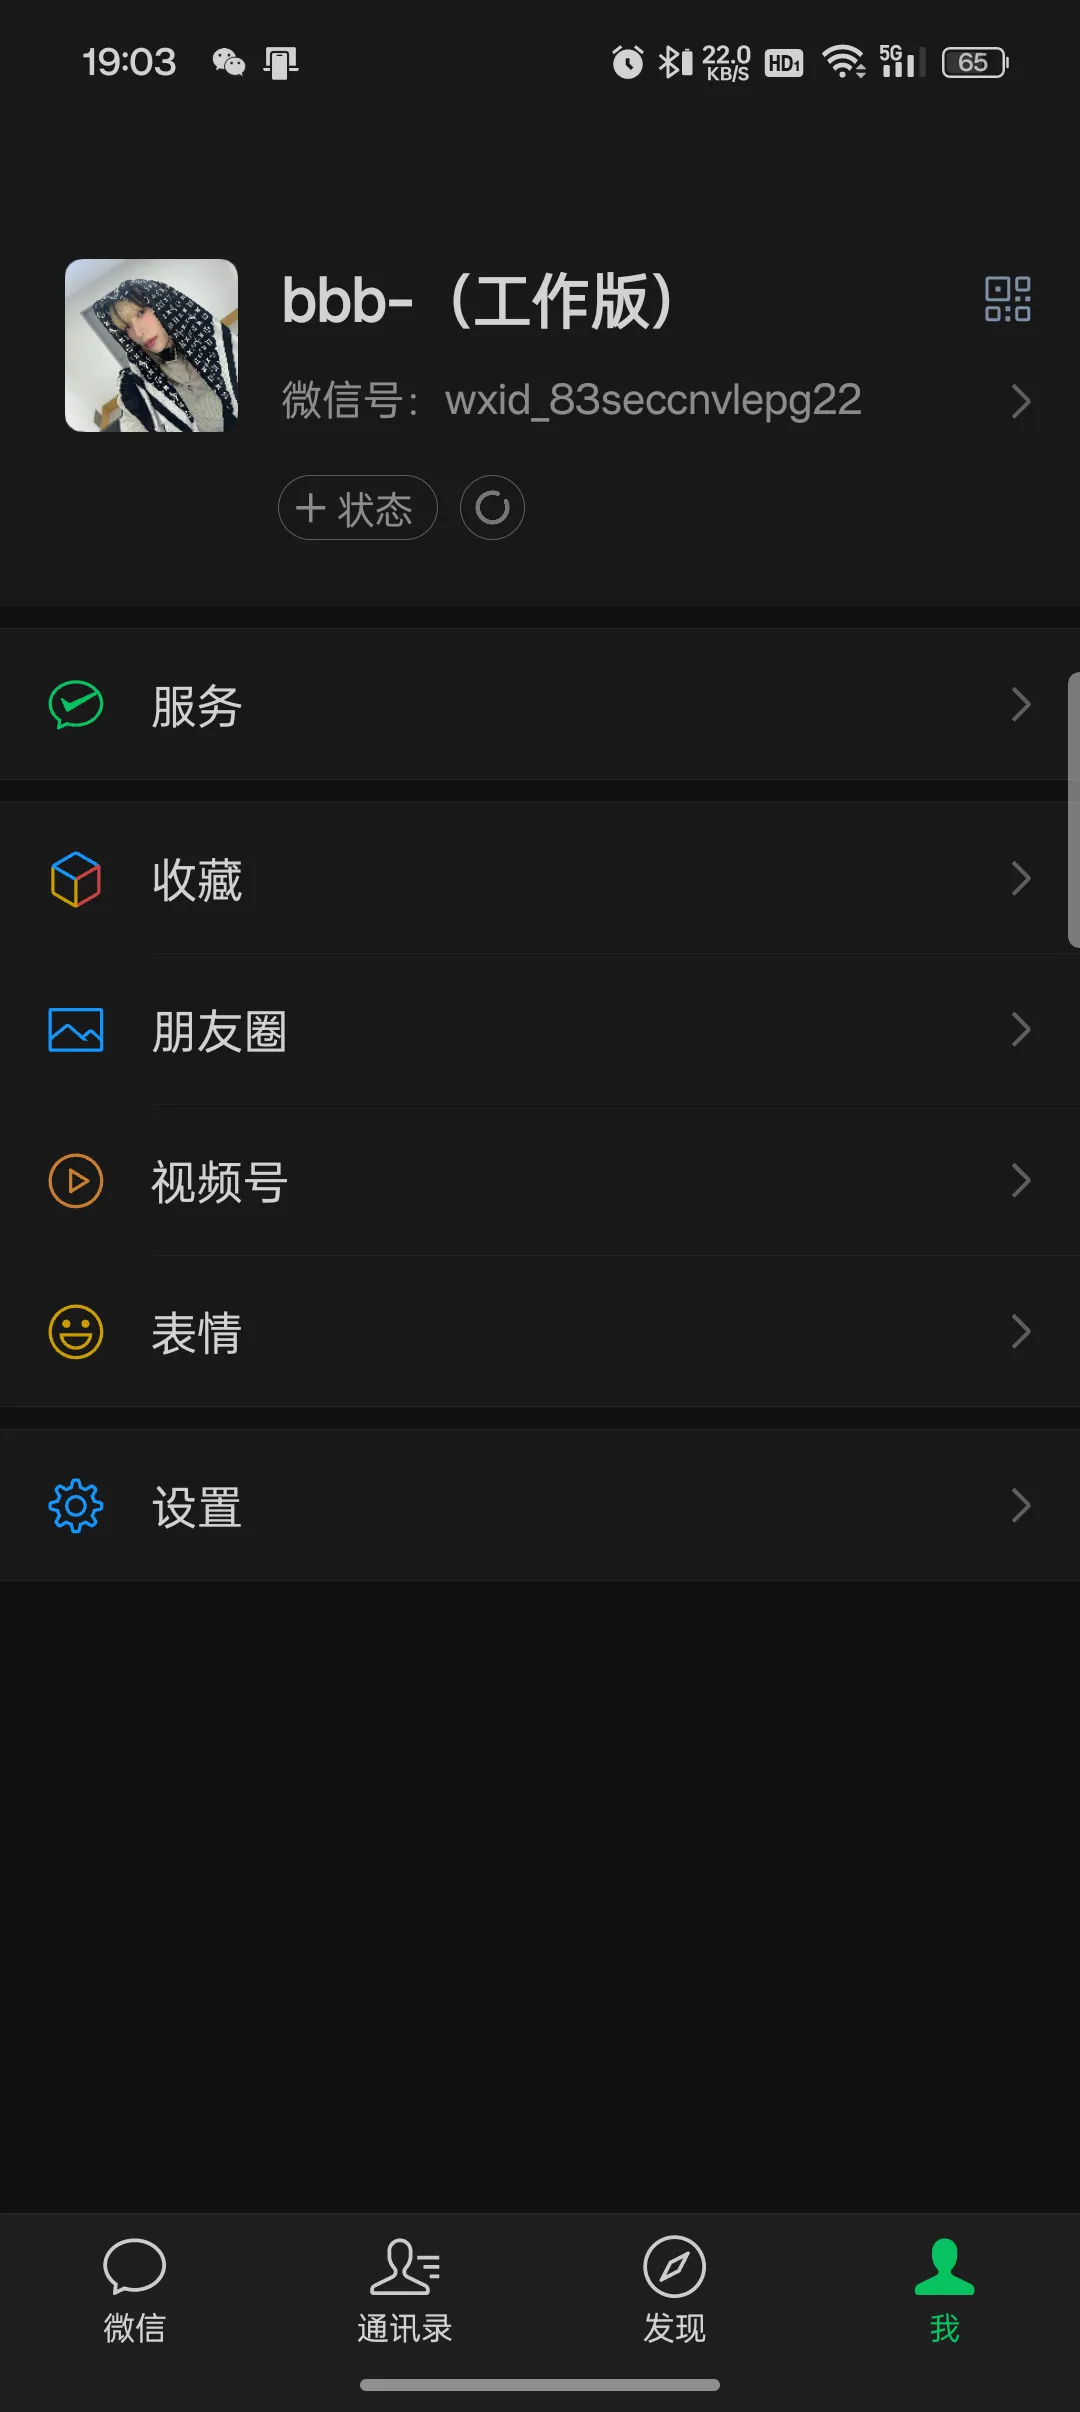 19:03
22.0 KB/S HD1 5G 65
bbb-（工作版）
微信号：wxid_83seccnvlepg22
+ 状态
服务
收藏
朋友圈
视频号
表情
设置
微信 通讯录 发现 我